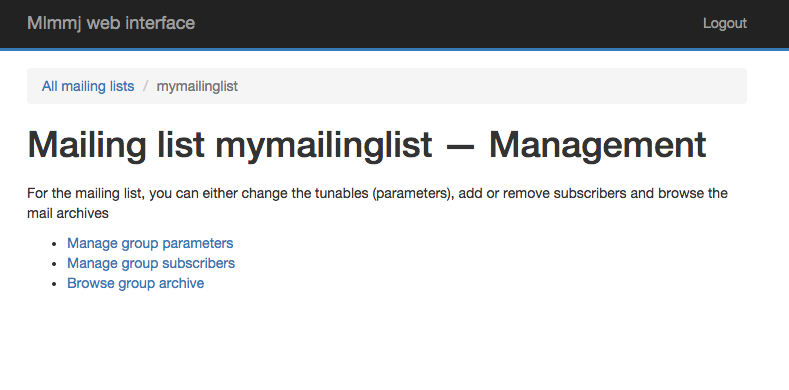 Mlmmj web interface Logout
All mailing lists / mymailinglist
Mailing list mymailinglist — Management
For the mailing list, you can either change the tunables (parameters), add or remove subscribers and browse the
mail archives
• Manage group parameters
• Manage group subscribers
• Browse group archive